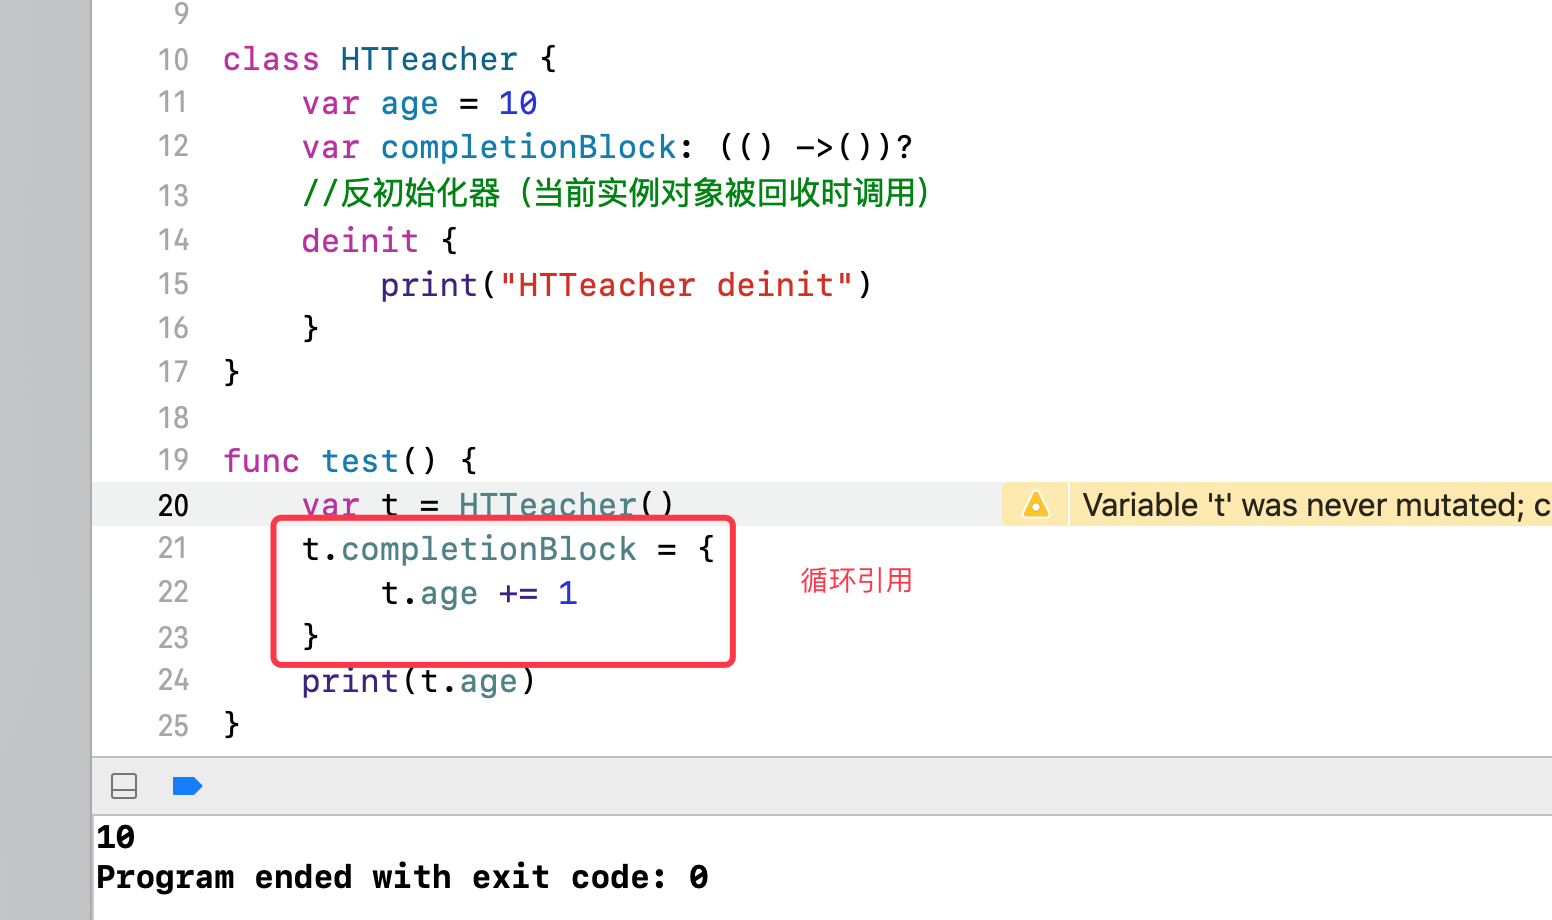 9
10 class HTTeacher {
11 var age = 10
12 var completionBlock: (() ->())?
13 //反初始化器（当前实例对象被回收时调用）
14 deinit {
15 print("HTTeacher deinit")
16 }
17 }
18
19 func test() {
20 var t = HTTeacher() Variable 't' was never mutated; c
21 t.completionBlock = {
22 t.age += 1
循环引用
23 }
24 print(t.age)
25 }
10
Program ended with exit code: 0